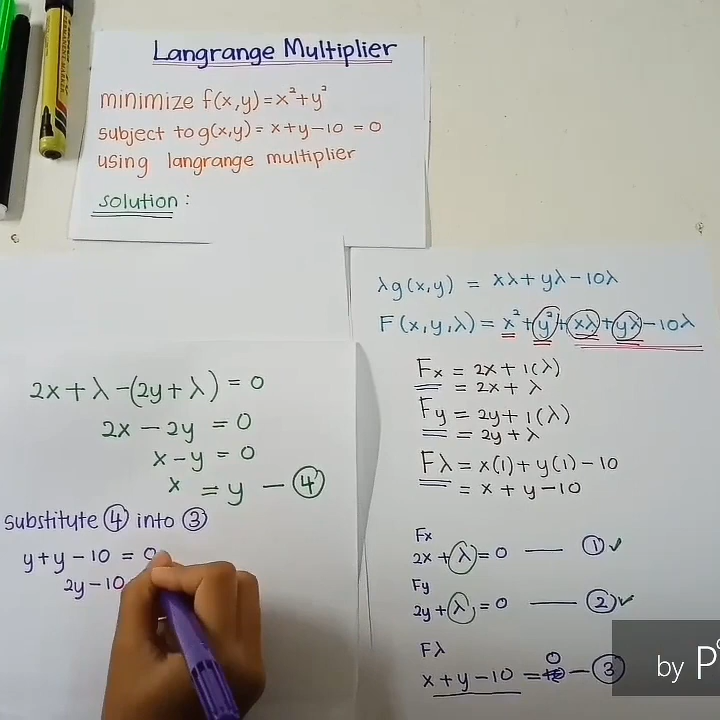 Langrange Multiplier
minimize f(x,y)=x²+y²
subject to g(x,y) = x+y-10 = 0
using langrange multiplier
solution :
2x+λ-(2y+λ) = 0
2x-2y = 0
x-y = 0
x = y - ④
substitute ④ into ③
y+y-10 = 0
2y-10
λg(x,y) = xλ+yλ-10λ
F(x,y,λ) = x²+y²+xλ+yλ-10λ
Fx = 2x+1(λ)
= 2x+λ
Fy = 2y+1(λ)
= 2y+λ
Fλ = x(1)+y(1)-10
= x+y-10
Fx
2x+λ=0 — ①✓
Fy
2y+λ=0 — ②✓
Fλ
x+y-10 = 0 - ③
by P